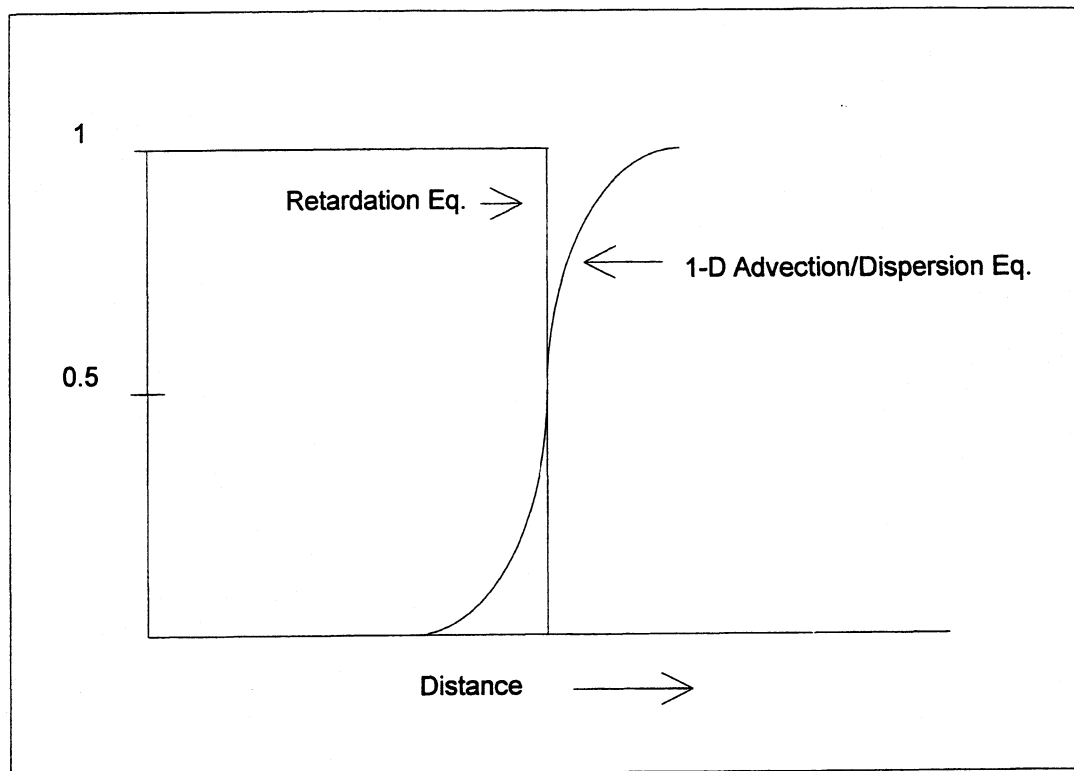 1
Retardation Eq.
1-D Advection/Dispersion Eq.
0.5
Distance